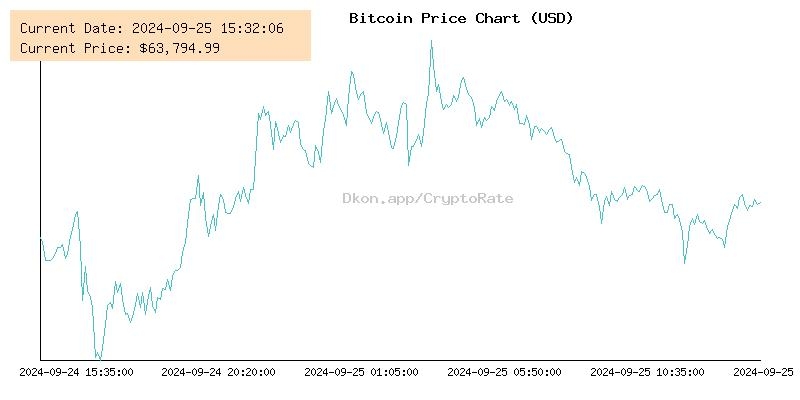 Bitcoin Price Chart (USD)
Current Date: 2024-09-25 15:32:06
Current Price: $63,794.99
Dkon.app/CryptoRate
2024-09-24 15:35:00 2024-09-24 20:20:00 2024-09-25 01:05:00 2024-09-25 05:50:00 2024-09-25 10:35:00 2024-09-25